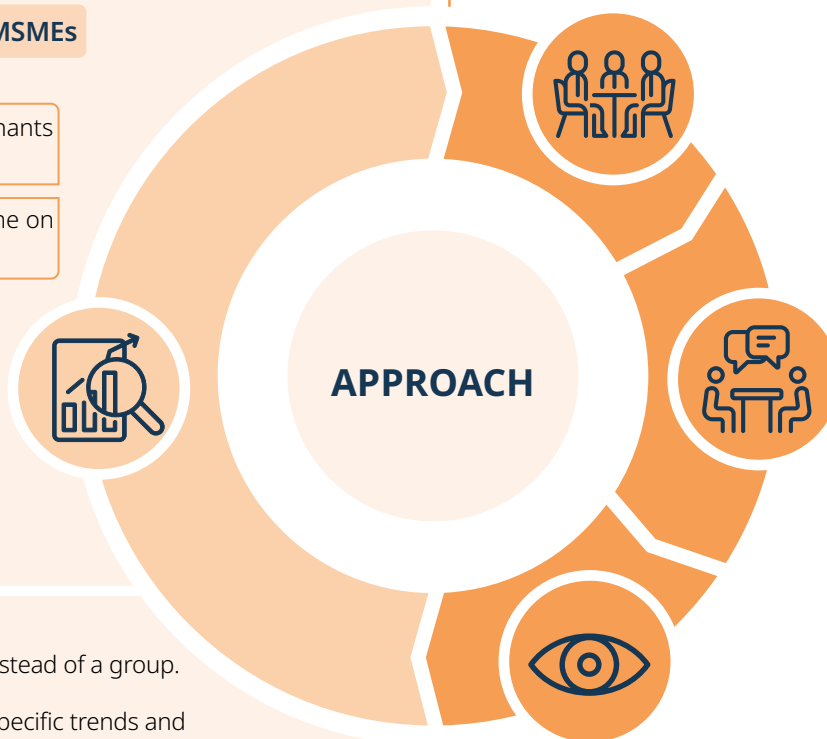 MSMEs
nants
ne on
APPROACH
stead of a group.
pecific trends and